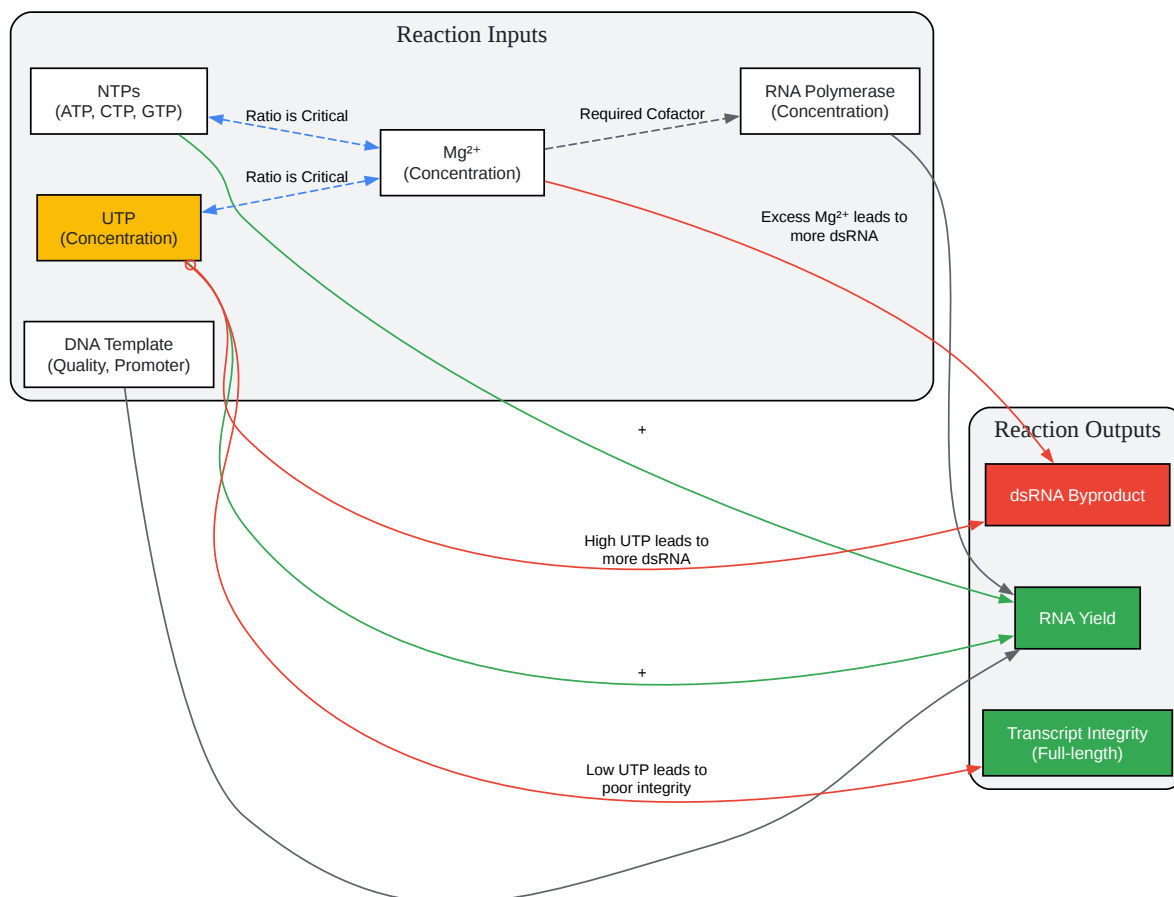 Reaction Inputs
NTPs
(ATP, CTP, GTP)
Ratio is Critical
Mg²⁺
(Concentration)
Required Cofactor
RNA Polymerase
(Concentration)
Ratio is Critical
UTP
(Concentration)
Excess Mg²⁺ leads to
more dsRNA
DNA Template
(Quality, Promoter)
+
Reaction Outputs
dsRNA Byproduct
High UTP leads to
more dsRNA
RNA Yield
+
Transcript Integrity
(Full-length)
Low UTP leads to
poor integrity